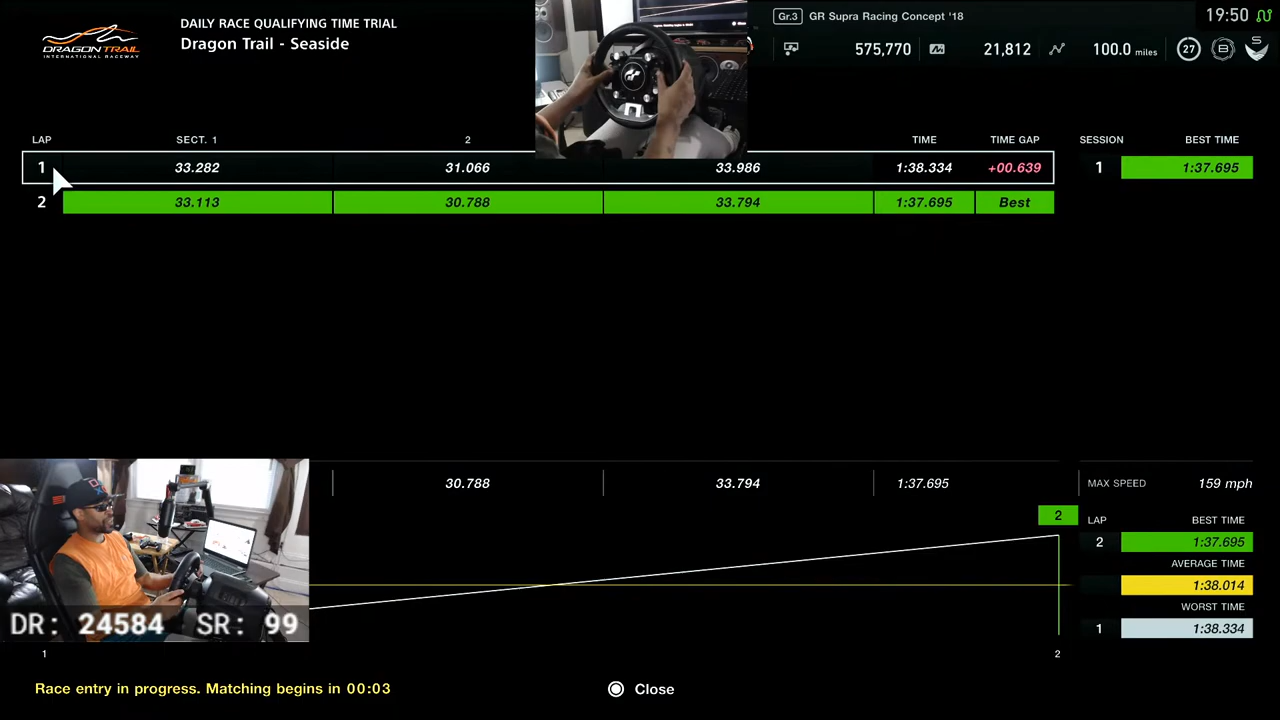 DRAGON TRAIL
INTERNATIONAL RACEWAY
DAILY RACE QUALIFYING TIME TRIAL
Dragon Trail - Seaside
Gr.3 GR Supra Racing Concept '18
19:50
575,770 21,812 100.0 miles 27 B S
LAP SECT. 1 2 TIME TIME GAP SESSION BEST TIME
1 33.282 31.066 33.986 1:38.334 +00.639 1 1:37.695
2 33.113 30.788 33.794 1:37.695 Best
30.788 33.794 1:37.695 MAX SPEED 159 mph
2 LAP BEST TIME
2 1:37.695
AVERAGE TIME
1:38.014
WORST TIME
1 1:38.334
DR: 24584 SR: 99
1 2
Race entry in progress. Matching begins in 00:03
Close